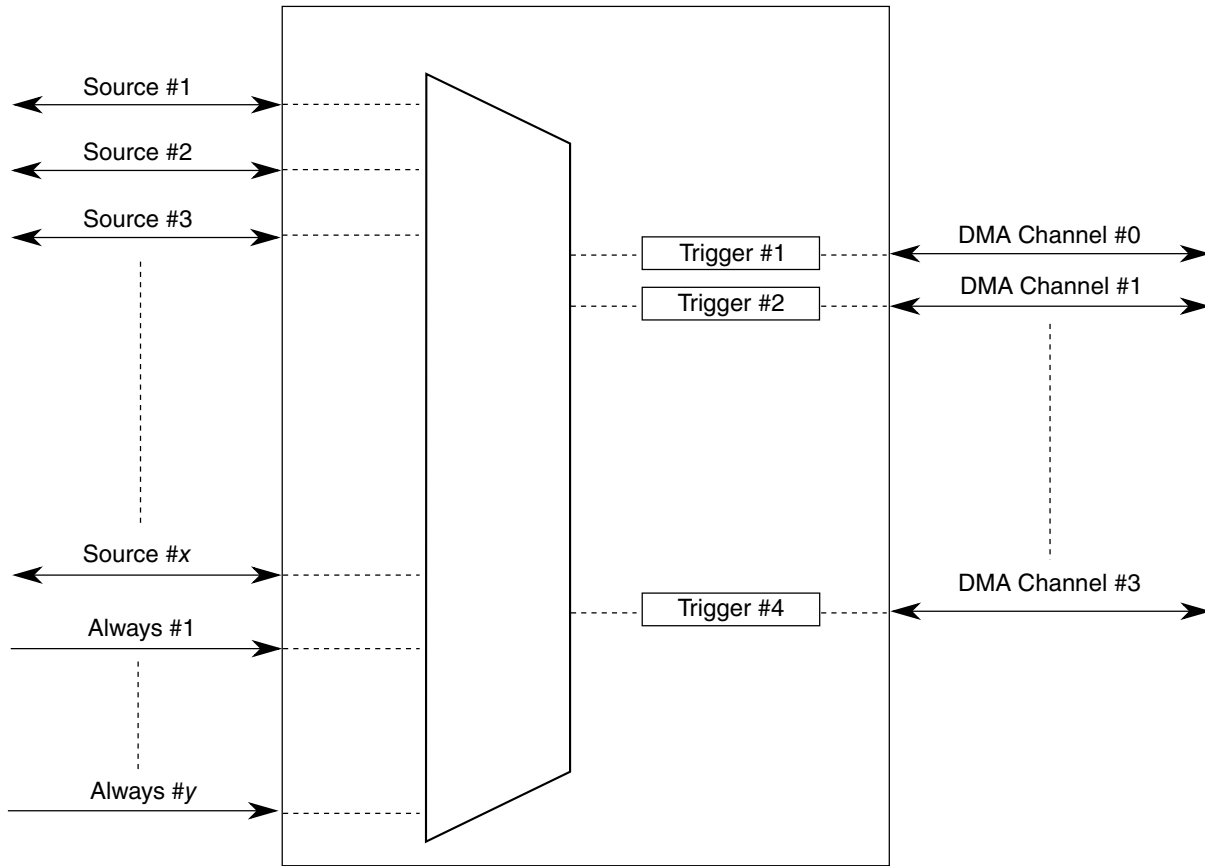 Source #1
Source #2
Source #3
Source #x
Always #1
Always #y
Trigger #1
Trigger #2
Trigger #4
DMA Channel #0
DMA Channel #1
DMA Channel #3